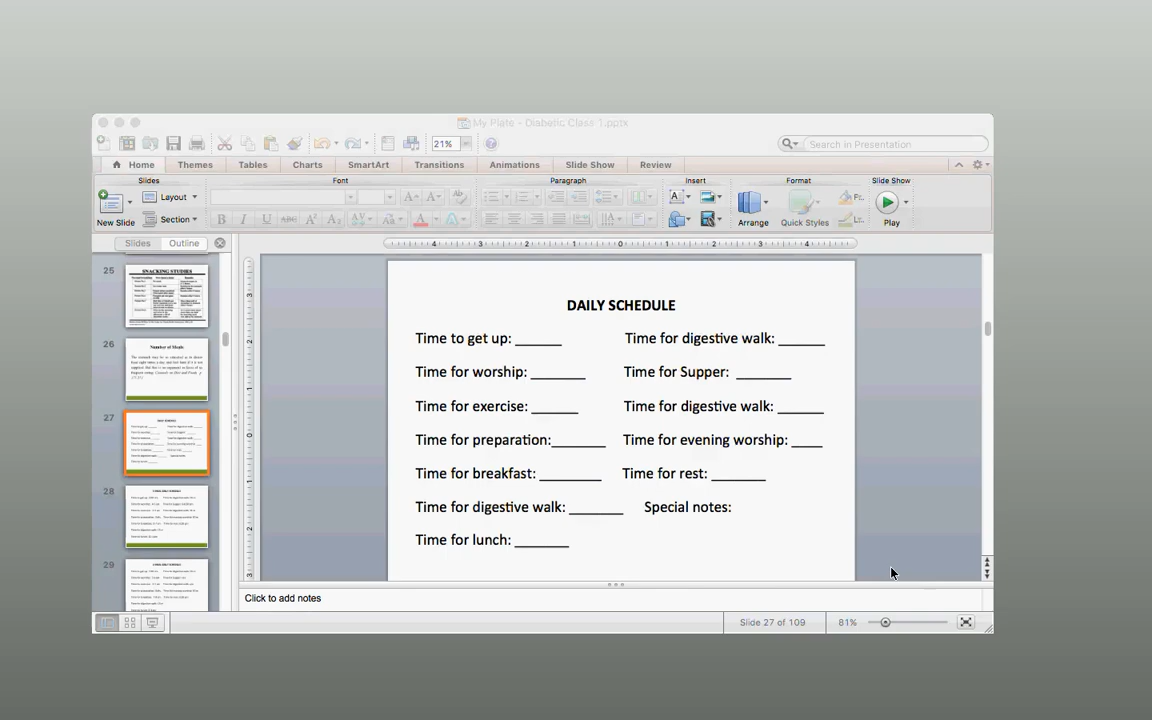 My Plate - Diabetic Class 1.pptx
21%
Search in Presentation
Home Themes Tables Charts SmartArt Transitions Animations Slide Show Review
Slides Font Paragraph Insert Format Slide Show
Layout
Section
New Slide
B I U ABC A A
Arrange Quick Styles Play
Slides Outline
25
SNACKING STUDIES
26
Number of Meals
27
28
29
DAILY SCHEDULE
Time to get up: ______ Time for digestive walk: ______
Time for worship: _______ Time for Supper: _______
Time for exercise: ______ Time for digestive walk: ______
Time for preparation:_______ Time for evening worship: ____
Time for breakfast: ________ Time for rest: _______
Time for digestive walk: _______ Special notes:
Time for lunch: _______
Click to add notes
Slide 27 of 109 81%